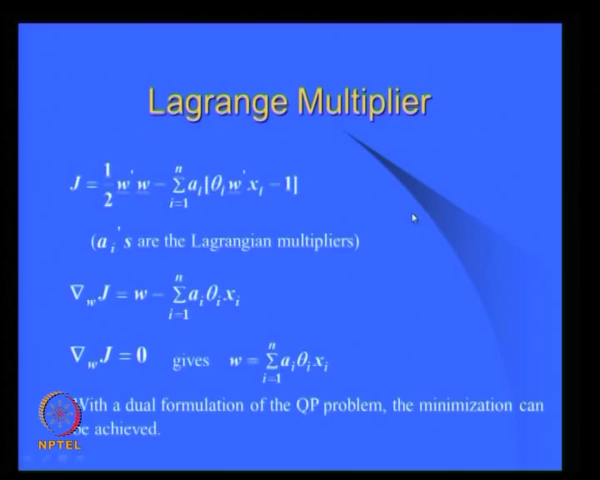 Lagrange Multiplier
J = 1/2 w'w − Σ_{i=1}^{n} a_i[θ_i w'x_i − 1]
(a_i's are the Lagrangian multipliers)
∇_w J = w − Σ_{i=1}^{n} a_i θ_i x_i
∇_w J = 0 gives w = Σ_{i=1}^{n} a_i θ_i x_i
With a dual formulation of the QP problem, the minimization can
be achieved.
NPTEL